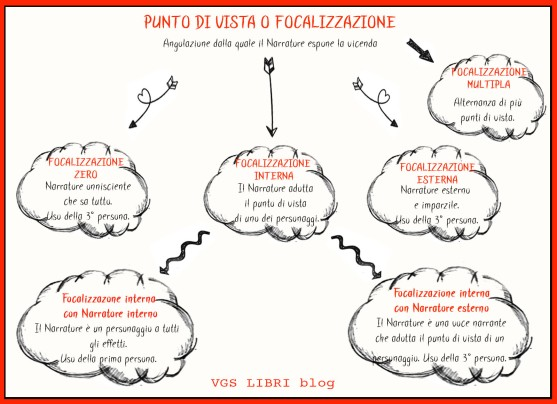 PUNTO DI VISTA O FOCALIZZAZIONE
Angolazione dalla quale il Narratore espone la vicenda
FOCALIZZAZIONE
MULTIPLA
Alternanza di più
punti di vista.
FOCALIZZAZIONE
ZERO
Narratore onnisciente
che sa tutto.
Uso della 3° persona.
FOCALIZZAZIONE
INTERNA
Il Narratore adotta
il punto di vista
di uno dei personaggi.
FOCALIZZAZIONE
ESTERNA
Narratore esterno
e imparzile.
Uso della 3° persona.
Focalizzazone interna
con Narratore interno
Il Narratore è un personaggio a tutti
gli effetti.
Uso della prima persona.
Focalizzazione interna
con Narratore esterno
Il Narratore è una voce narrante
che adotta il punto di vista di un
personaggio. Uso della 3° persona.
VGS LIBRI blog